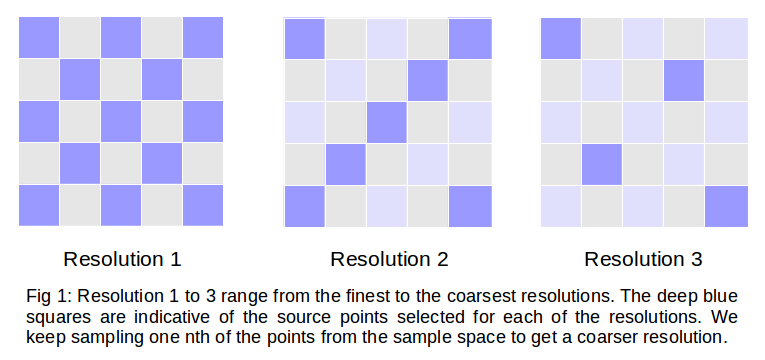 Resolution 1
Resolution 2
Resolution 3
Fig 1: Resolution 1 to 3 range from the finest to the coarsest resolutions. The deep blue
squares are indicative of the source points selected for each of the resolutions. We
keep sampling one nth of the points from the sample space to get a coarser resolution.